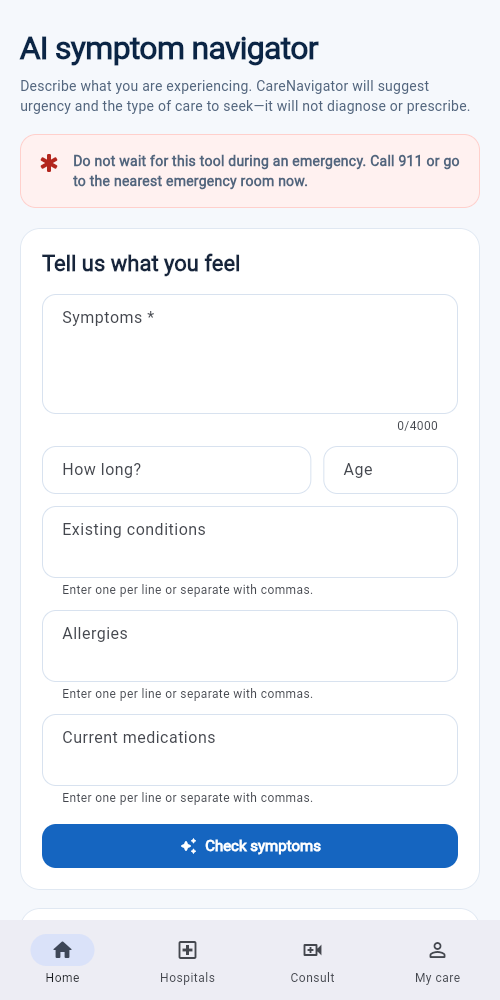 AI symptom navigator
Describe what you are experiencing. CareNavigator will suggest
urgency and the type of care to seek—it will not diagnose or prescribe.
Do not wait for this tool during an emergency. Call 911 or go
to the nearest emergency room now.
Tell us what you feel
Symptoms *
0/4000
How long?
Age
Existing conditions
Enter one per line or separate with commas.
Allergies
Enter one per line or separate with commas.
Current medications
Enter one per line or separate with commas.
Check symptoms
Home
Hospitals
Consult
My care